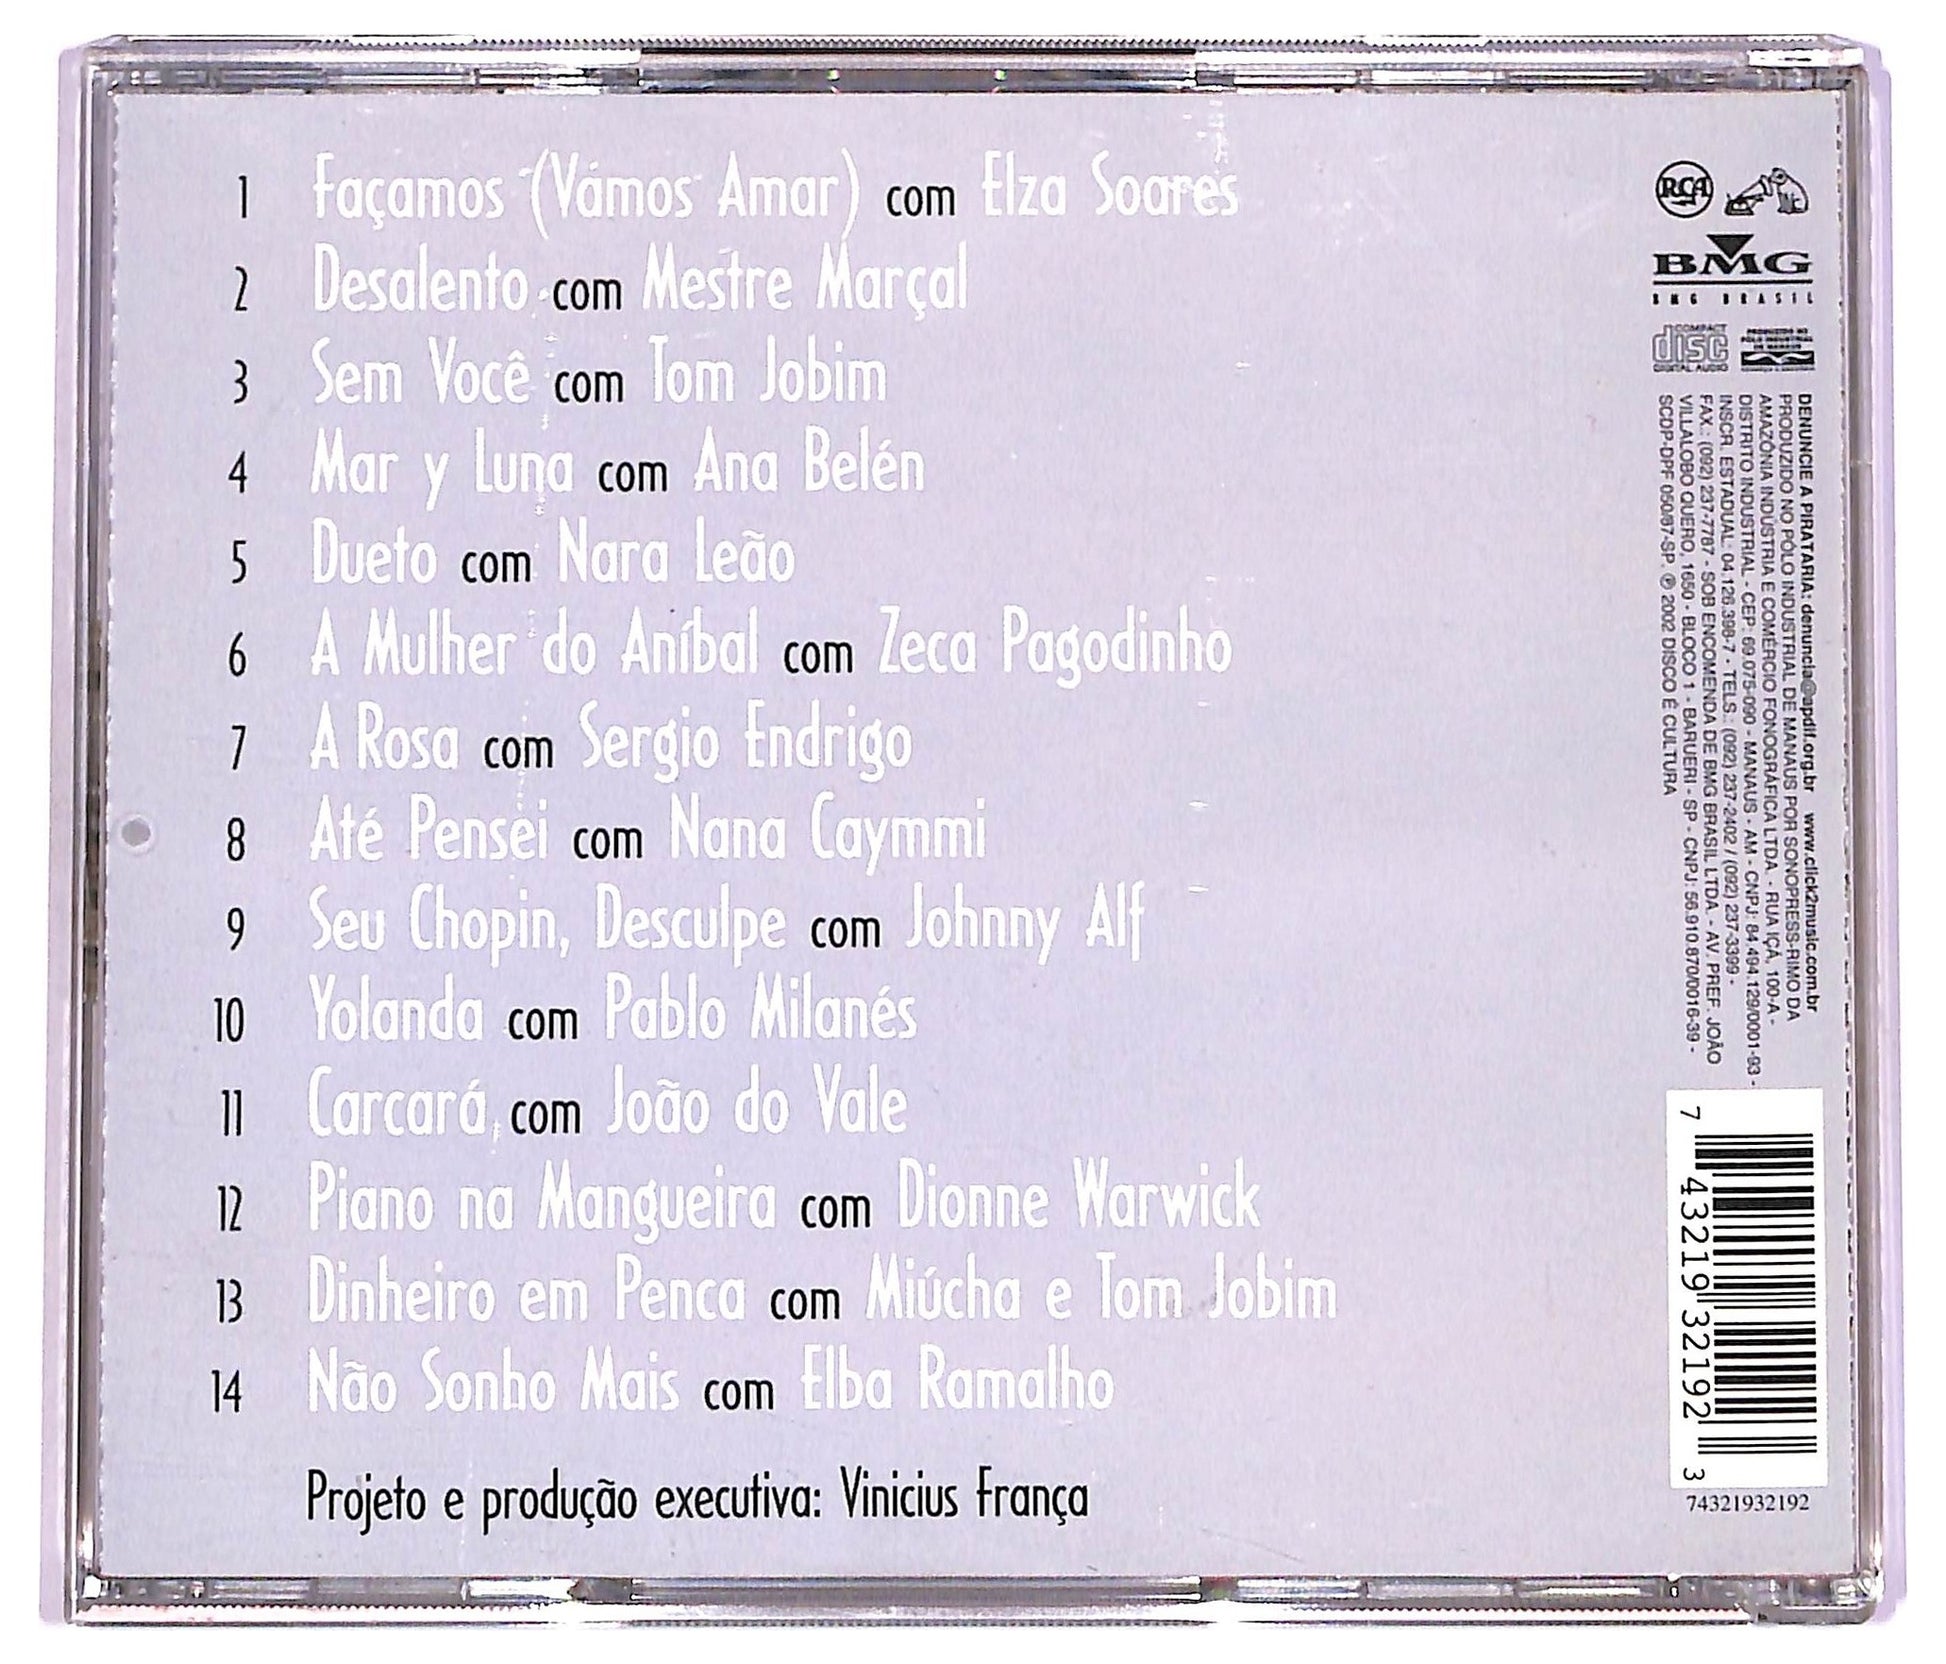 1 Façamos (Vámos Amar) com Elza Soares
2 Desalento com Mestre Marçal
3 Sem Você com Tom Jobim
4 Mar y Luna com Ana Belén
5 Dueto com Nara Leão
6 A Mulher do Aníbal com Zeca Pagodinho
7 A Rosa com Sergio Endrigo
8 Até Pensei com Nana Caymmi
9 Seu Chopin, Desculpe com Johnny Alf
10 Yolanda com Pablo Milanés
11 Carcará com João do Vale
12 Piano na Mangueira com Dionne Warwick
13 Dinheiro em Penca com Miúcha e Tom Jobim
14 Não Sonho Mais com Elba Ramalho
Projeto e produção executiva: Vinicius França
RCA
BMG
BMG BRASIL
COMPACT
disc
DIGITAL AUDIO
DENUNCIE A PIRATARIA: denuncia@apdif.org.br www.click2music.com.br
PRODUZIDO NO PÓLO INDUSTRIAL DE MANAUS POR SONOPRESS-RIMO DA
AMAZÔNIA INDÚSTRIA E COMÉRCIO FONOGRÁFICA LTDA. - RUA IÇÁ, 100-A -
DISTRITO INDUSTRIAL - CEP: 69.075-090 - MANAUS - AM - CNPJ: 84.494.129/0001-93 -
INSCR. ESTADUAL: 04.126.398-7 - TELS.: (092) 237-2402 / (092) 237-3399 -
FAX.: (092) 237-7787 - SOB ENCOMENDA DE BMG BRASIL LTDA. - AV. PREF. JOÃO
VILLALOBO QUERO, 1650 - BLOCO 1 - BARUERI - SP - CNPJ: 56.910.870/0016-39 -
SCDP-DPF 050/87-SP. ℗ 2002 DISCO É CULTURA
7 43219 32192 3
74321932192